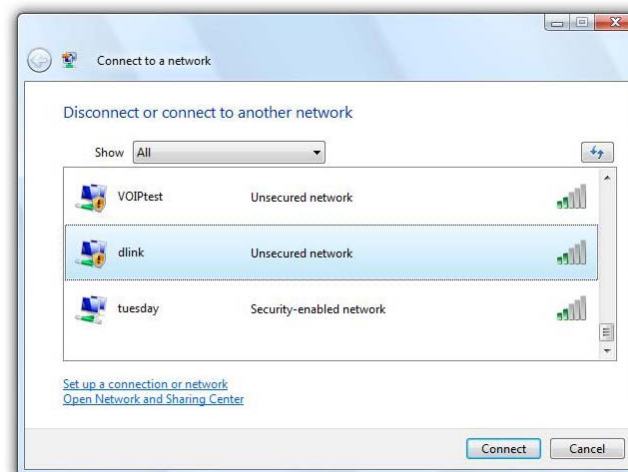 Connect to a network
Disconnect or connect to another network
Show All
VOIPtest Unsecured network
dlink Unsecured network
tuesday Security-enabled network
Set up a connection or network
Open Network and Sharing Center
Connect Cancel